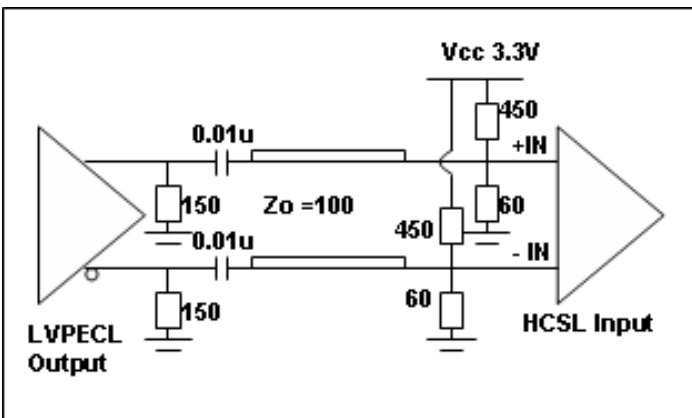 Vcc 3.3V
450
0.01u
+IN
150
Zo =100
60
450
0.01u
- IN
150
60
LVPECL
Output
HCSL Input